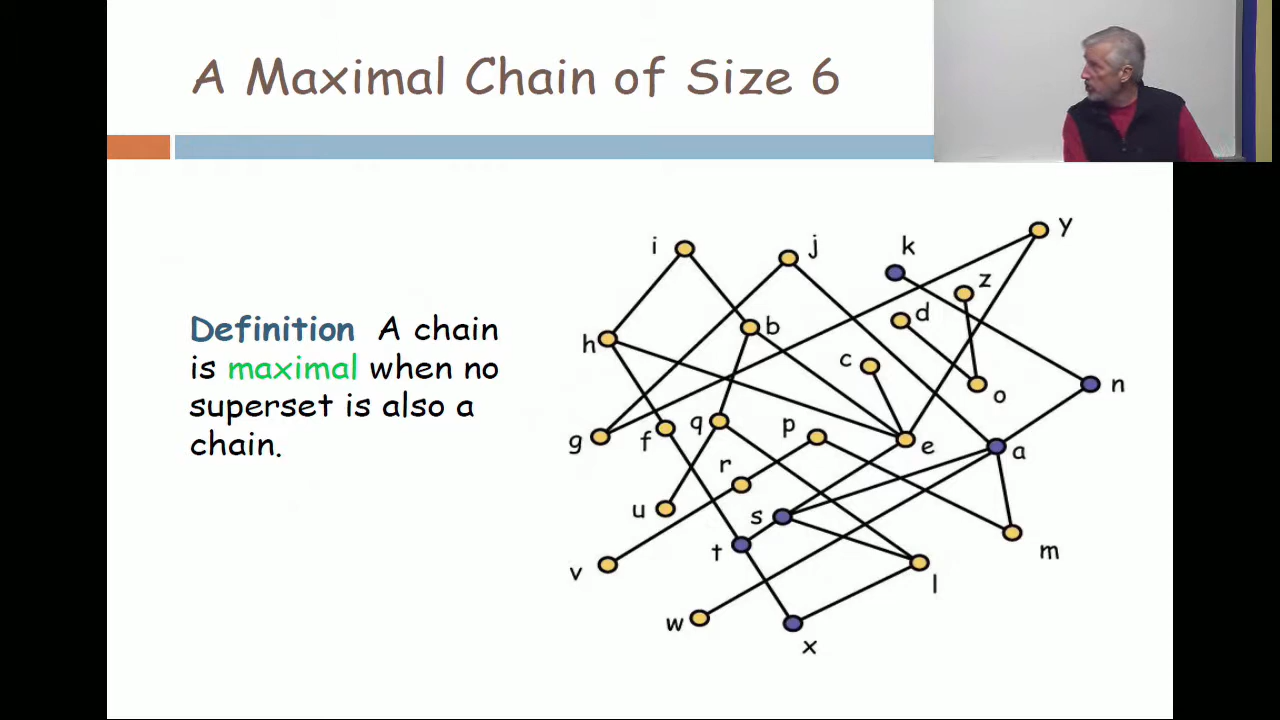 A Maximal Chain of Size 6
Definition A chain
is maximal when no
superset is also a
chain.
y
i
j
k
z
d
b
h
c
n
o
g
f
q
p
e
a
r
u
s
t
m
v
l
w
x